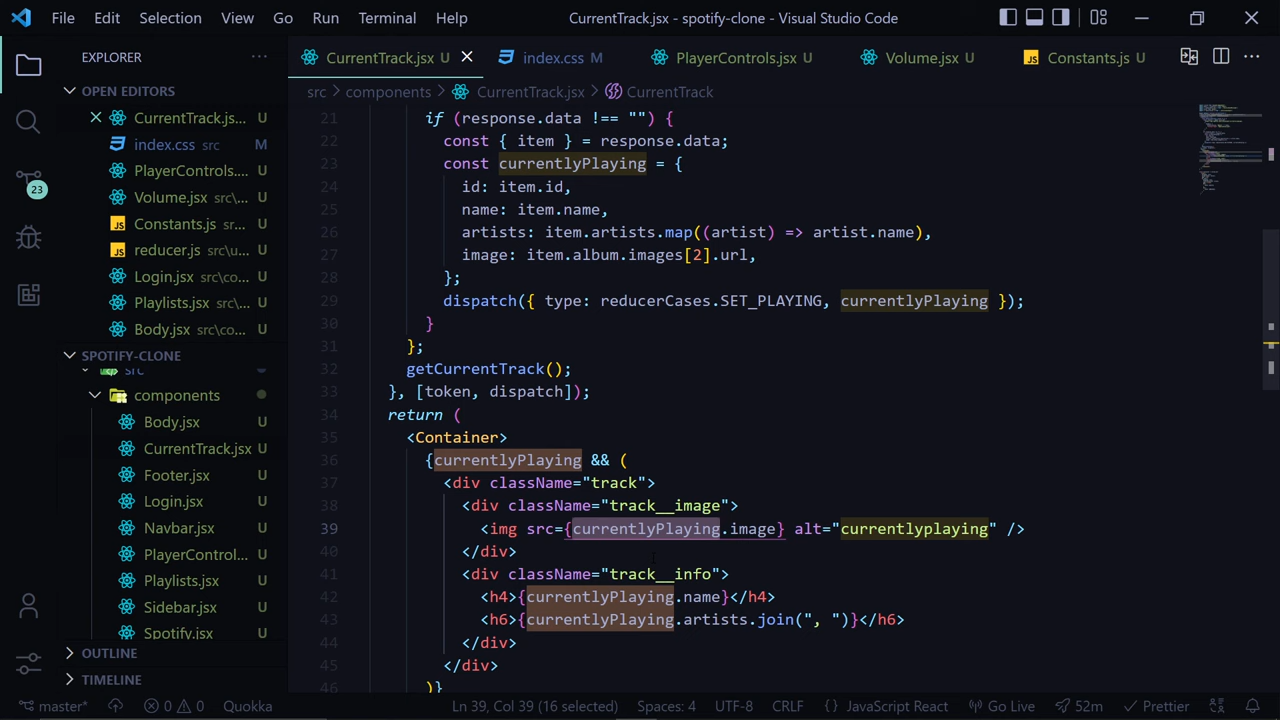 File Edit Selection View Go Run Terminal Help CurrentTrack.jsx - spotify-clone - Visual Studio Code
EXPLORER ...
OPEN EDITORS
CurrentTrack.js... U
index.css src M
PlayerControls.... U
Volume.jsx src\... U
JS Constants.js sr... U
JS reducer.js src\u... U
Login.jsx src\co... U
Playlists.jsx src\... U
Body.jsx src\co... U
SPOTIFY-CLONE
src
components
Body.jsx U
CurrentTrack.jsx U
Footer.jsx U
Login.jsx U
Navbar.jsx U
PlayerControl... U
Playlists.jsx U
Sidebar.jsx U
Spotify.jsx U
OUTLINE
TIMELINE
23
CurrentTrack.jsx U index.css M PlayerControls.jsx U Volume.jsx U JS Constants.js U ...
src > components > CurrentTrack.jsx > CurrentTrack
21 if (response.data !== "") {
22 const { item } = response.data;
23 const currentlyPlaying = {
24 id: item.id,
25 name: item.name,
26 artists: item.artists.map((artist) => artist.name),
27 image: item.album.images[2].url,
28 };
29 dispatch({ type: reducerCases.SET_PLAYING, currentlyPlaying });
30 }
31 };
32 getCurrentTrack();
33 }, [token, dispatch]);
34 return (
35 <Container>
36 {currentlyPlaying && (
37 <div className="track">
38 <div className="track__image">
39 <img src={currentlyPlaying.image} alt="currentlyplaying" />
40 </div>
41 <div className="track__info">
42 <h4>{currentlyPlaying.name}</h4>
43 <h6>{currentlyPlaying.artists.join(", ")}</h6>
44 </div>
45 </div>
46 )}
master* 0 0 Quokka Ln 39, Col 39 (16 selected) Spaces: 4 UTF-8 CRLF {} JavaScript React Go Live 52m Prettier